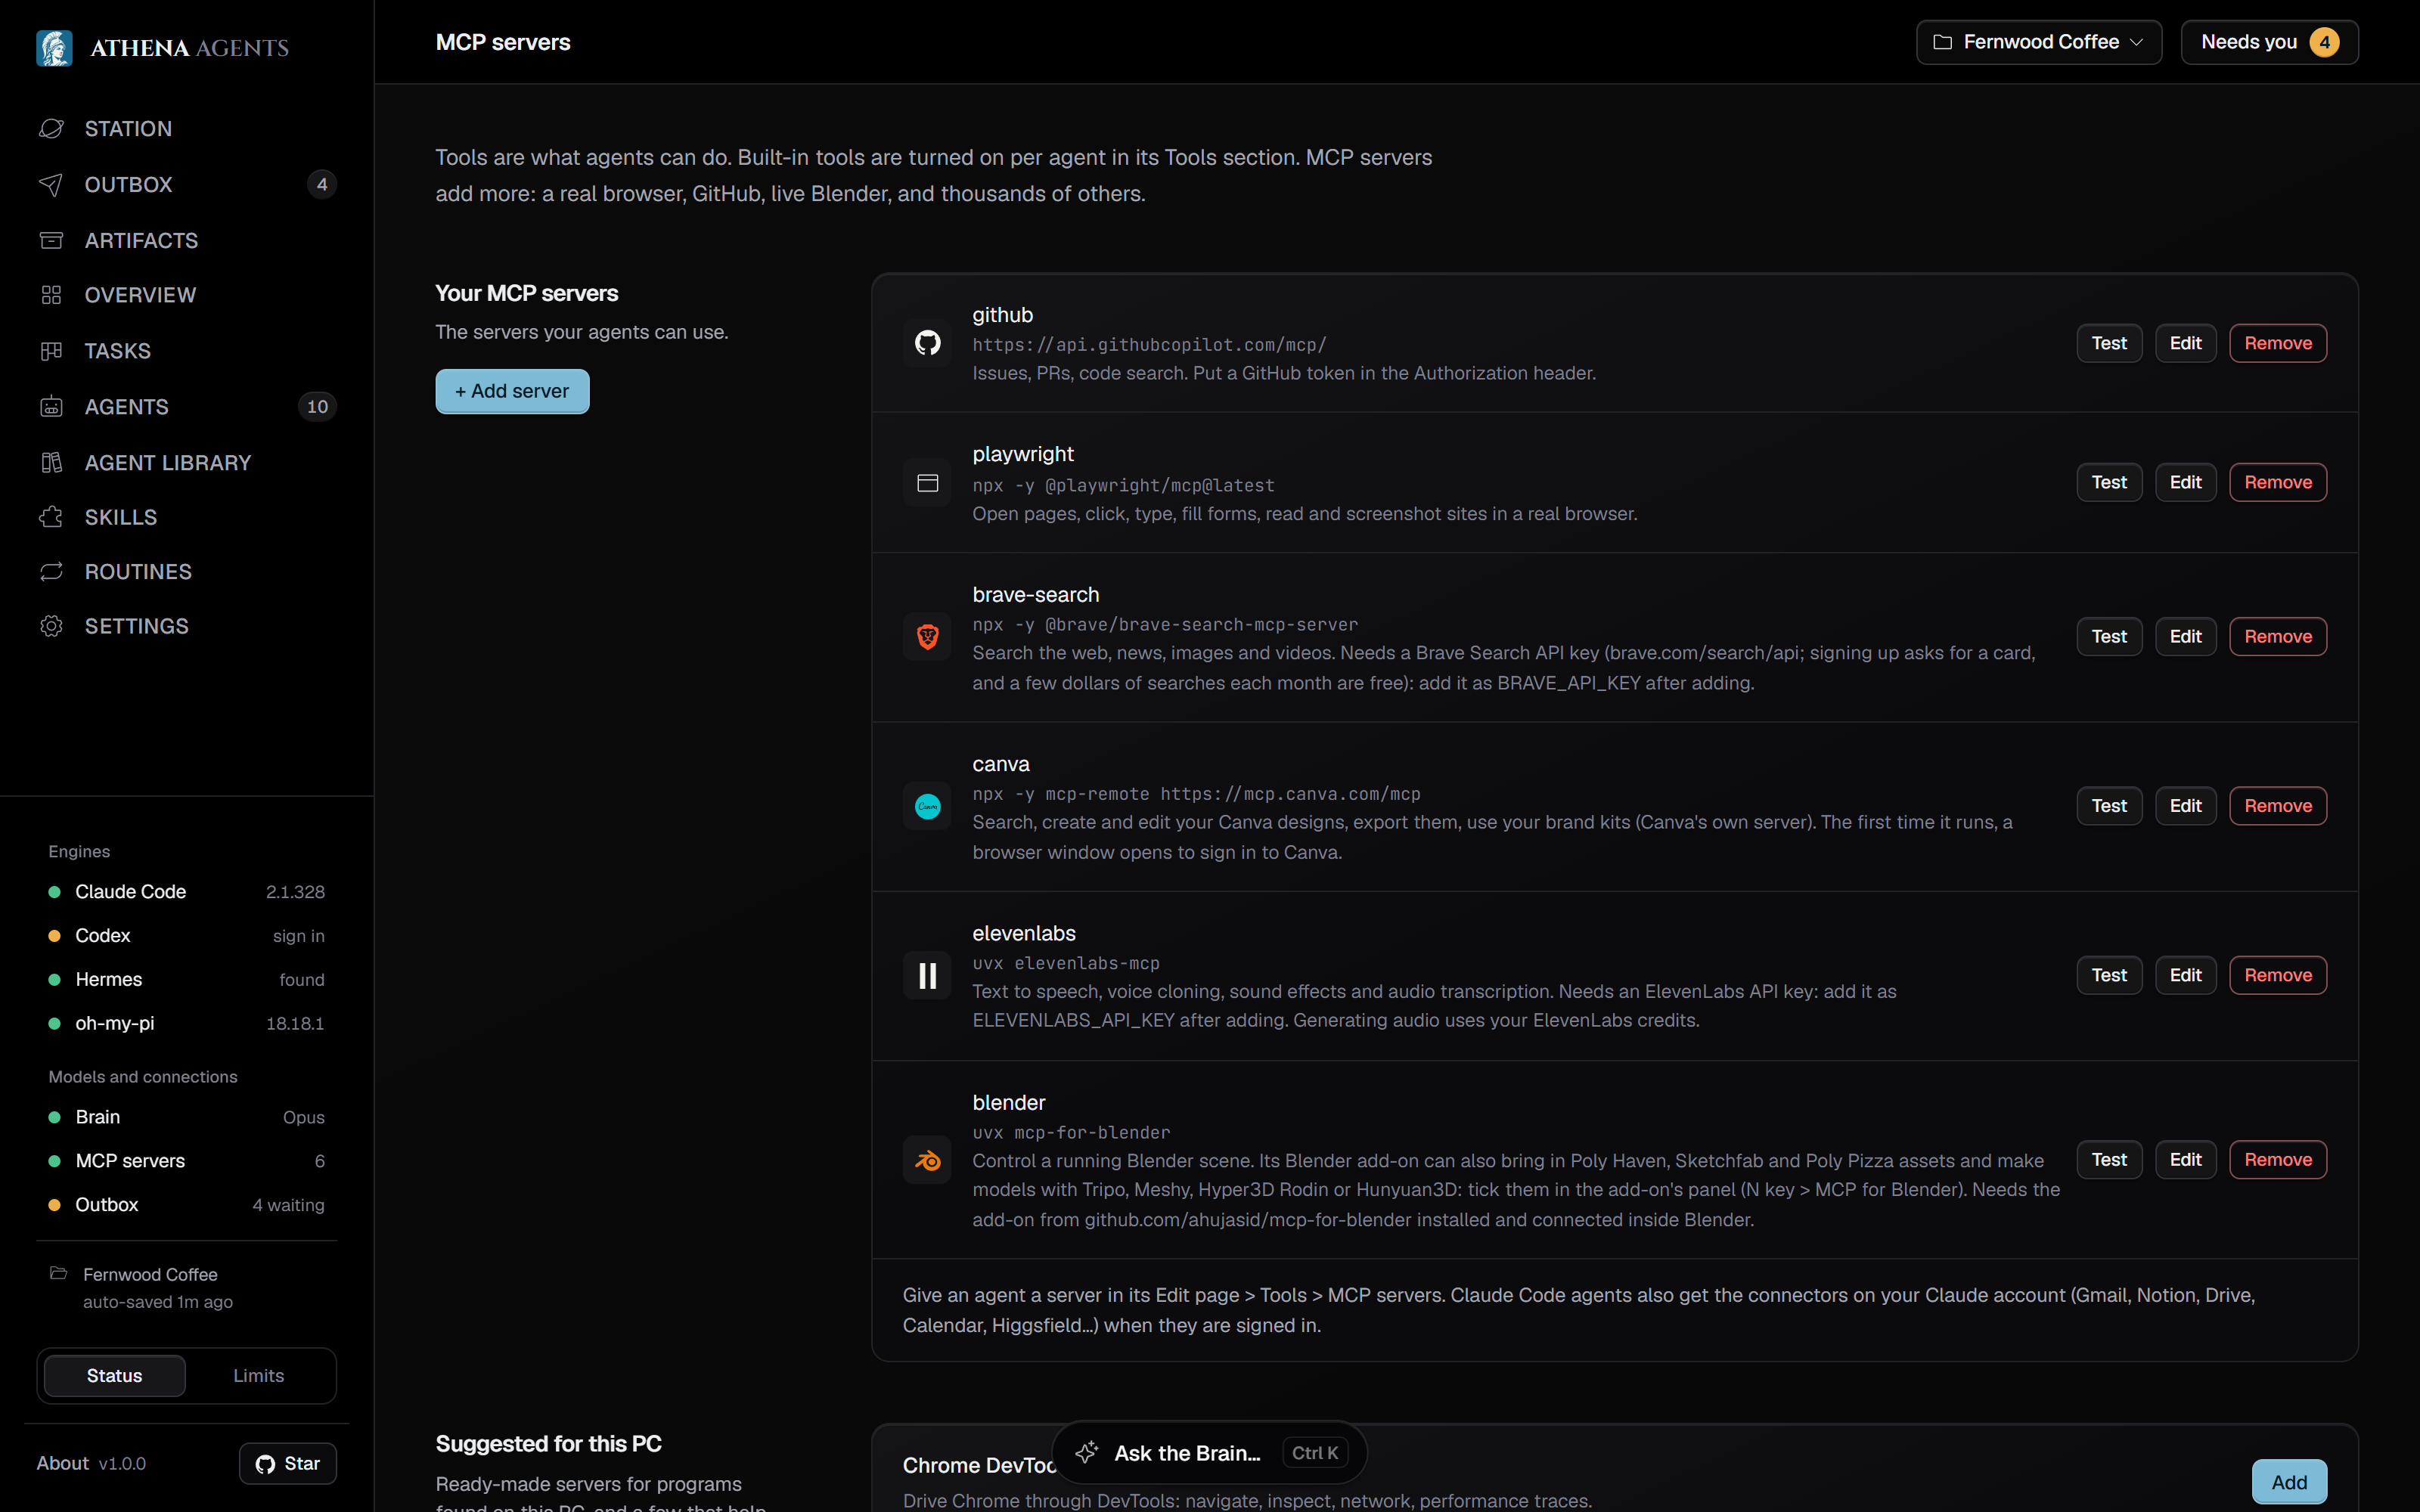 ATHENA AGENTS
STATION
OUTBOX 4
ARTIFACTS
OVERVIEW
TASKS
AGENTS 10
AGENT LIBRARY
SKILLS
ROUTINES
SETTINGS
Engines
Claude Code 2.1.328
Codex sign in
Hermes found
oh-my-pi 18.18.1
Models and connections
Brain Opus
MCP servers 6
Outbox 4 waiting
Fernwood Coffee
auto-saved 1m ago
Status Limits
About v1.0.0 Star
MCP servers
Fernwood Coffee
Needs you 4
Tools are what agents can do. Built-in tools are turned on per agent in its Tools section. MCP servers
add more: a real browser, GitHub, live Blender, and thousands of others.
Your MCP servers
The servers your agents can use.
+ Add server
github
https://api.githubcopilot.com/mcp/
Issues, PRs, code search. Put a GitHub token in the Authorization header.
Test Edit Remove
playwright
npx -y @playwright/mcp@latest
Open pages, click, type, fill forms, read and screenshot sites in a real browser.
Test Edit Remove
brave-search
npx -y @brave/brave-search-mcp-server
Search the web, news, images and videos. Needs a Brave Search API key (brave.com/search/api; signing up asks for a card,
and a few dollars of searches each month are free): add it as BRAVE_API_KEY after adding.
Test Edit Remove
Canva
canva
npx -y mcp-remote https://mcp.canva.com/mcp
Search, create and edit your Canva designs, export them, use your brand kits (Canva's own server). The first time it runs, a
browser window opens to sign in to Canva.
Test Edit Remove
elevenlabs
uvx elevenlabs-mcp
Text to speech, voice cloning, sound effects and audio transcription. Needs an ElevenLabs API key: add it as
ELEVENLABS_API_KEY after adding. Generating audio uses your ElevenLabs credits.
Test Edit Remove
blender
uvx mcp-for-blender
Control a running Blender scene. Its Blender add-on can also bring in Poly Haven, Sketchfab and Poly Pizza assets and make
models with Tripo, Meshy, Hyper3D Rodin or Hunyuan3D: tick them in the add-on's panel (N key > MCP for Blender). Needs the
add-on from github.com/ahujasid/mcp-for-blender installed and connected inside Blender.
Test Edit Remove
Give an agent a server in its Edit page > Tools > MCP servers. Claude Code agents also get the connectors on your Claude account (Gmail, Notion, Drive,
Calendar, Higgsfield...) when they are signed in.
Suggested for this PC
Ready-made servers for programs
found on this PC, and a few that help
Chrome DevToo
Drive Chrome through DevTools: navigate, inspect, network, performance traces.
Add
Ask the Brain... Ctrl K